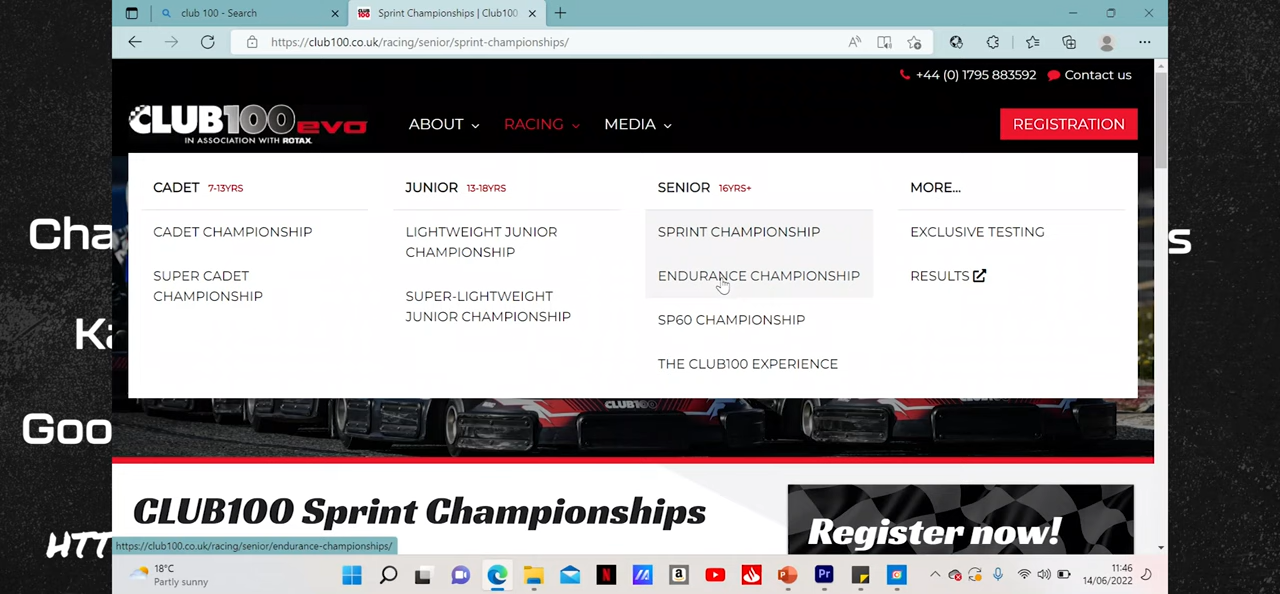 club 100 - Search
Sprint Championships | Club100
https://club100.co.uk/racing/senior/sprint-championships/
+44 (0) 1795 883592 Contact us
CLUB100 evo
IN ASSOCIATION WITH ROTAX
ABOUT RACING MEDIA
REGISTRATION
CADET 7-13YRS
CADET CHAMPIONSHIP
SUPER CADET
CHAMPIONSHIP
JUNIOR 13-18YRS
LIGHTWEIGHT JUNIOR
CHAMPIONSHIP
SUPER-LIGHTWEIGHT
JUNIOR CHAMPIONSHIP
SENIOR 16YRS+
SPRINT CHAMPIONSHIP
ENDURANCE CHAMPIONSHIP
SP60 CHAMPIONSHIP
THE CLUB100 EXPERIENCE
MORE...
EXCLUSIVE TESTING
RESULTS
CLUB100
CLUB100 Sprint Championships
Register now!
https://club100.co.uk/racing/senior/endurance-championships/
Cha
s
Ka
Goo
HTT
18°C
Partly sunny
11:46
14/06/2022